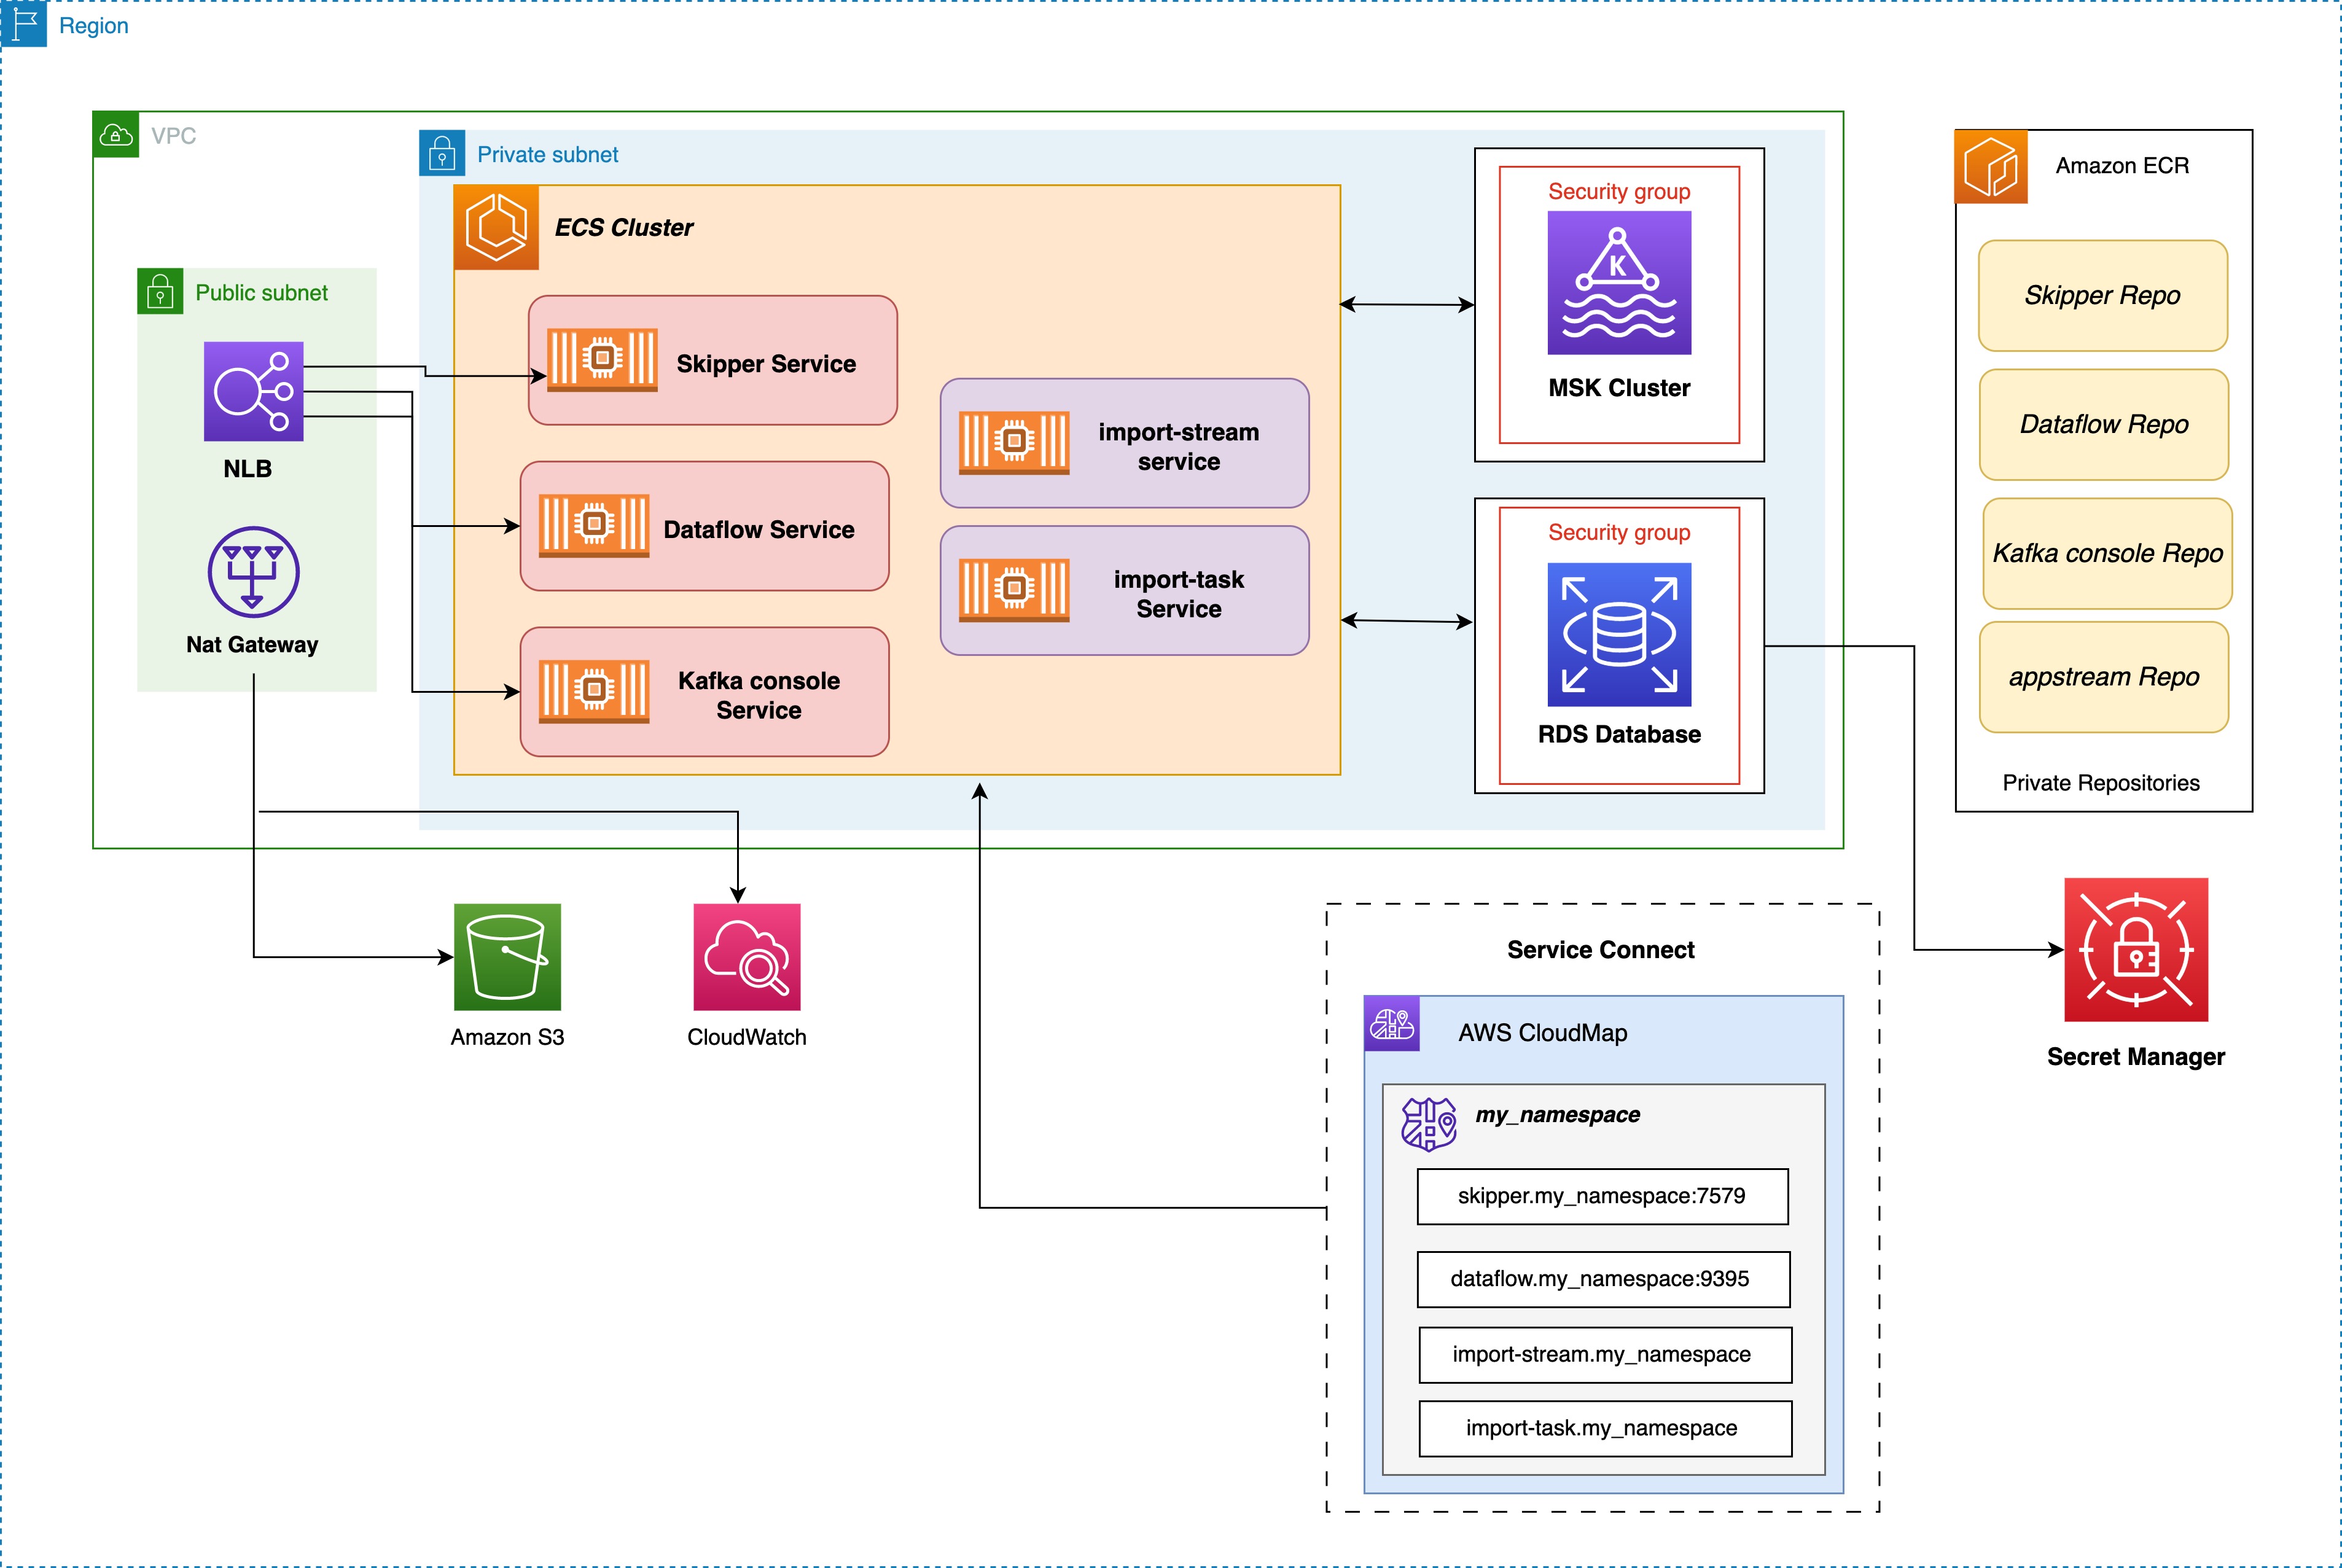 Region
VPC
Private subnet
Public subnet
NLB
Nat Gateway
ECS Cluster
Skipper Service
Dataflow Service
Kafka console
Service
import-stream
service
import-task
Service
Security group
K
MSK Cluster
Security group
RDS Database
Amazon ECR
Skipper Repo
Dataflow Repo
Kafka console Repo
appstream Repo
Private Repositories
Amazon S3
CloudWatch
Service Connect
AWS CloudMap
my_namespace
skipper.my_namespace:7579
dataflow.my_namespace:9395
import-stream.my_namespace
import-task.my_namespace
Secret Manager